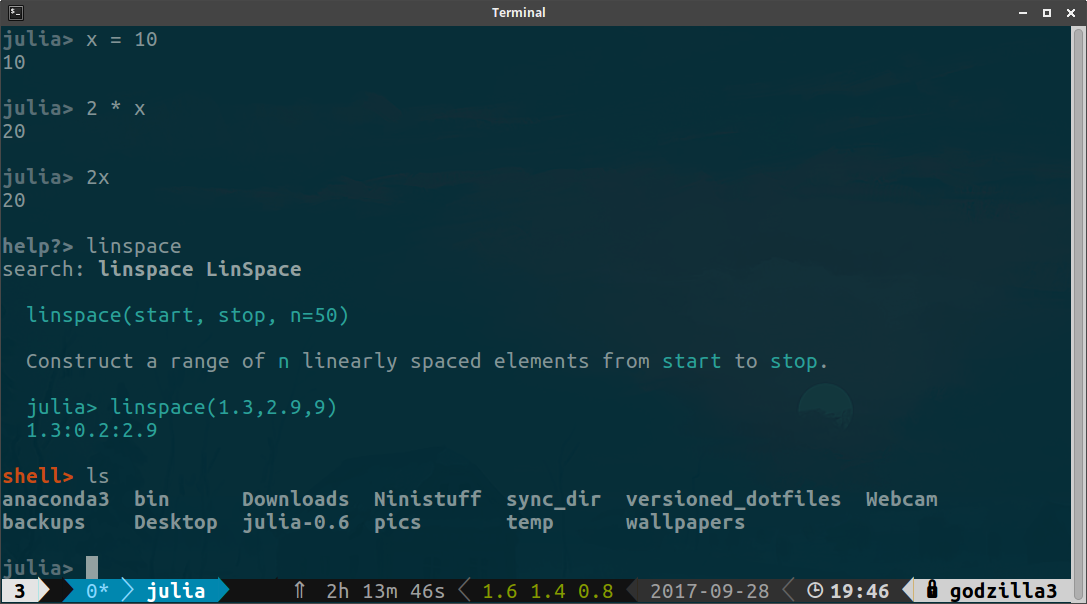 Terminal
julia> x = 10
10
julia> 2 * x
20
julia> 2x
20
help?> linspace
search: linspace LinSpace
linspace(start, stop, n=50)
Construct a range of n linearly spaced elements from start to stop.
julia> linspace(1.3,2.9,9)
1.3:0.2:2.9
shell> ls
anaconda3 bin Downloads Ninistuff sync_dir versioned_dotfiles Webcam
backups Desktop julia-0.6 pics temp wallpapers
julia>
3 0* julia ⇑ 2h 13m 46s 1.6 1.4 0.8 2017-09-28 19:46 godzilla3